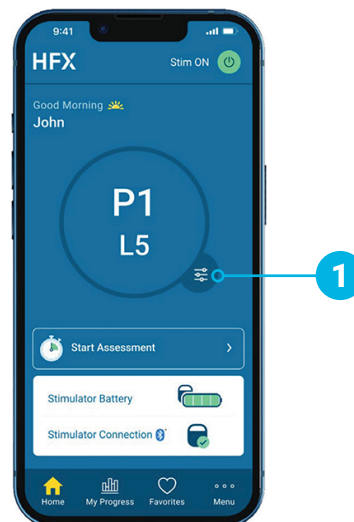 9:41
HFX
Stim ON
Good Morning
John
P1
L5
1
Start Assessment
Stimulator Battery
Stimulator Connection
Home
My Progress
Favorites
Menu